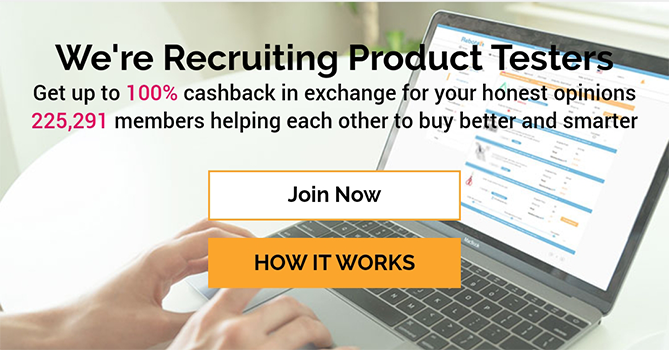 We're Recruiting Product Testers
Get up to 100% cashback in exchange for your honest opinions
225,291 members helping each other to buy better and smarter
Join Now
HOW IT WORKS